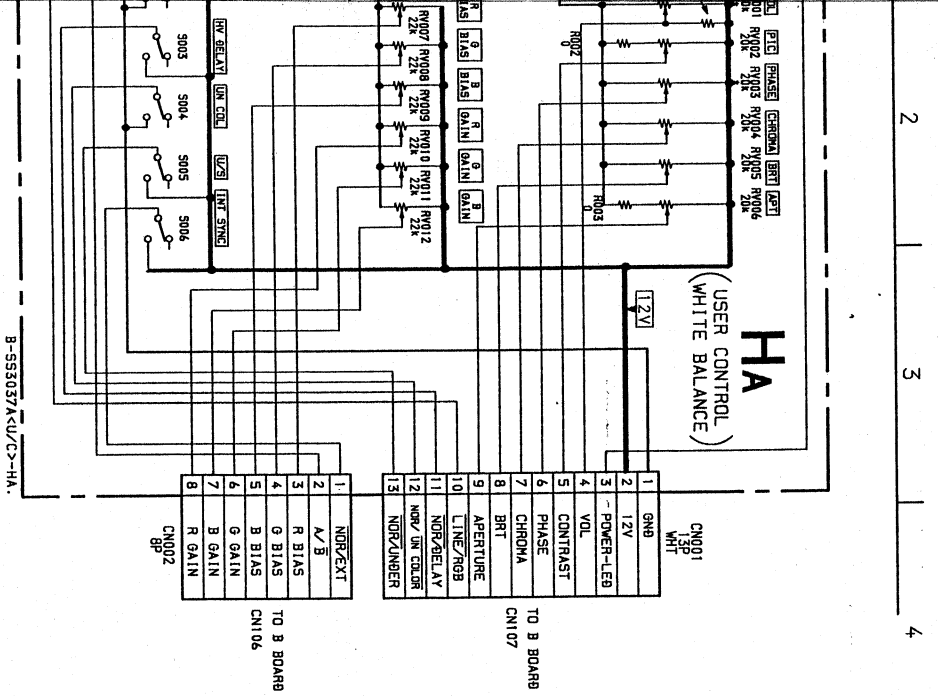 HV DELAY
S003
UN COL
S004
U/S
S005
INT SYNC
S006
R
BIAS
RV007
22k
G
BIAS
RV008
22k
B
BIAS
RV009
22k
R
GAIN
RV010
22k
G
GAIN
RV011
22k
B
GAIN
RV012
22k
R002
0
R003
0
20k
PIC
RV002
20k
PHASE
RV003
20k
CHROMA
RV004
20k
BRT
RV005
20k
APT
RV006
20k
12V
HA
(USER CONTROL
WHITE BALANCE)
2
3
4
B-SS3037A<U/C>-HA.
CN001
13P
WHT
1 GND
2 12V
3 POWER-LED
4 VOL
5 CONTRAST
6 PHASE
7 CHROMA
8 BRT
9 APERTURE
10 LINE/RGB
11 NOR/DELAY
12 NOR/UN COLOR
13 NOR/UNDER
TO B BOARD
CN107
1 NOR/EXT
2 A/B
3 R BIAS
4 G BIAS
5 B BIAS
6 G GAIN
7 B GAIN
8 R GAIN
CN002
8P
TO B BOARD
CN106